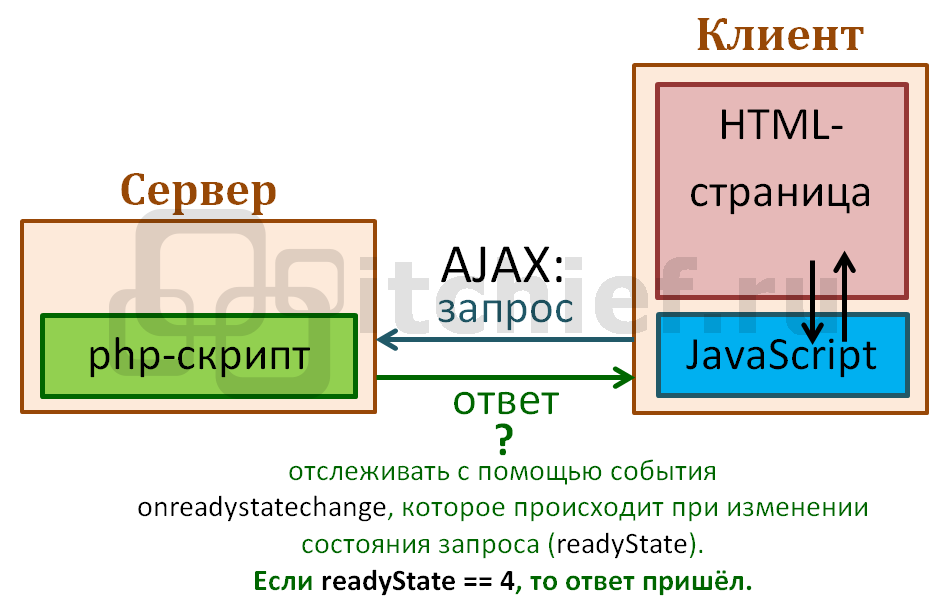 Клиент
HTML-
страница
Сервер
AJAX:
запрос
itchief.ru
php-скрипт
JavaScript
ответ
?
отслеживать с помощью события
onreadystatechange, которое происходит при изменении
состояния запроса (readyState).
Если readyState == 4, то ответ пришёл.